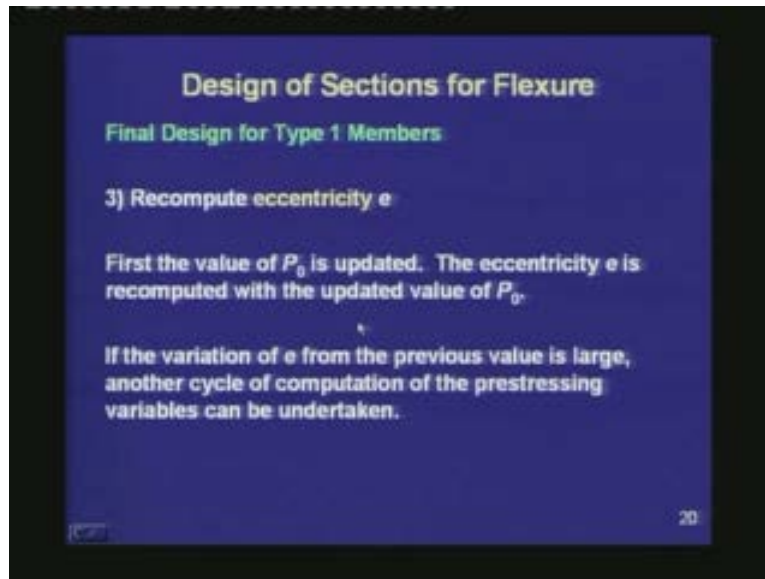 Design of Sections for Flexure
Final Design for Type 1 Members
3) Recompute eccentricity e
First the value of P0 is updated. The eccentricity e is
recomputed with the updated value of P0.
If the variation of e from the previous value is large,
another cycle of computation of the prestressing
variables can be undertaken.
20